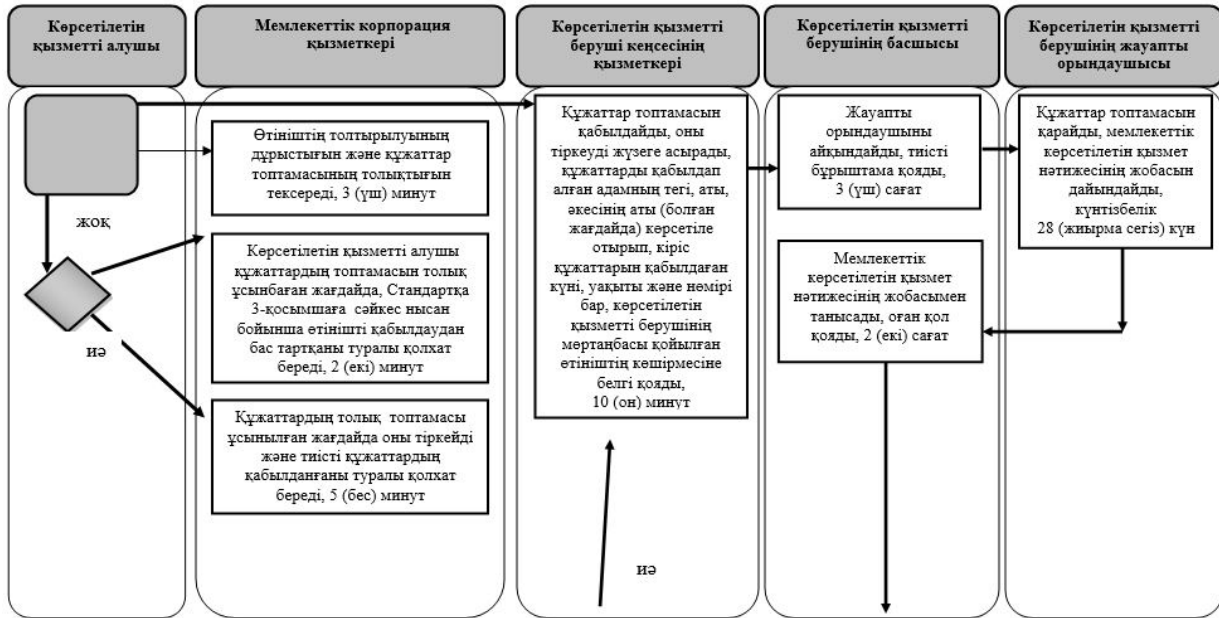 Көрсетілетін
қызметті алушы
Мемлекеттік корпорация
қызметкері
Көрсетілетін қызметті
беруші кеңсесінің
қызметкері
Көрсетілетін қызметті
берушінің басшысы
Көрсетілетін қызметті
берушінің жауапты
орындаушысы
жоқ
иә
Өтініштің толтырылуының
дұрыстығын және құжаттар
топтамасының толықтығын
тексереді, 3 (үш) минут
Көрсетілетін қызметті алушы
құжаттардың топтамасын толық
ұсынбаған жағдайда, Стандартқа
3-қосымшаға сәйкес нысан
бойынша өтінішті қабылдаудан
бас тартқаны туралы қолхат
береді, 2 (екі) минут
Құжаттардың толық топтамасы
ұсынылған жағдайда оны тіркейді
және тиісті құжаттардың
қабылданғаны туралы қолхат
береді, 5 (бес) минут
Құжаттар топтамасын
қабылдайды, оны
тіркеуді жүзеге асырады,
құжаттарды қабылдап
алған адамның тегі, аты,
әкесінің аты (болған
жағдайда) көрсетіле
отырып, кіріс
құжаттарын қабылдаған
күні, уақыты және нөмірі
бар, көрсетілетін
қызметті берушінің
мөртаңбасы қойылған
өтініштің көшірмесіне
белгі қояды,
10 (он) минут
иә
Жауапты
орындаушыны
айқындайды, тиісті
бұрыштама қояды,
3 (үш) сағат
Мемлекеттік
көрсетілетін қызмет
нәтижесінің жобасымен
танысады, оған қол
қояды, 2 (екі) сағат
Құжаттар топтамасын
қарайды, мемлекеттік
көрсетілетін қызмет
нәтижесінің жобасын
дайындайды,
күнтізбелік
28 (жиырма сегіз) күн